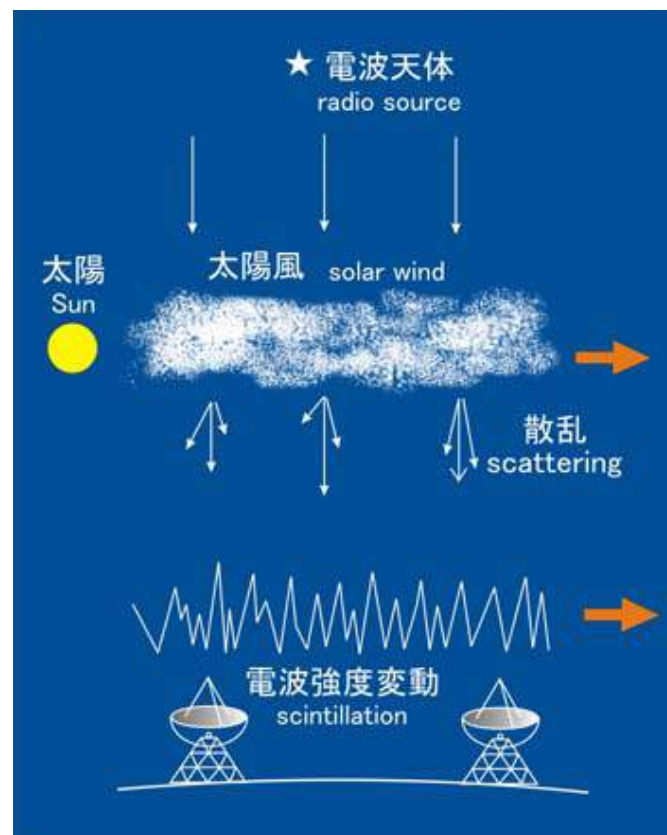 ★ 電波天体
radio source
太陽
Sun
太陽風 solar wind
散乱
scattering
電波強度変動
scintillation